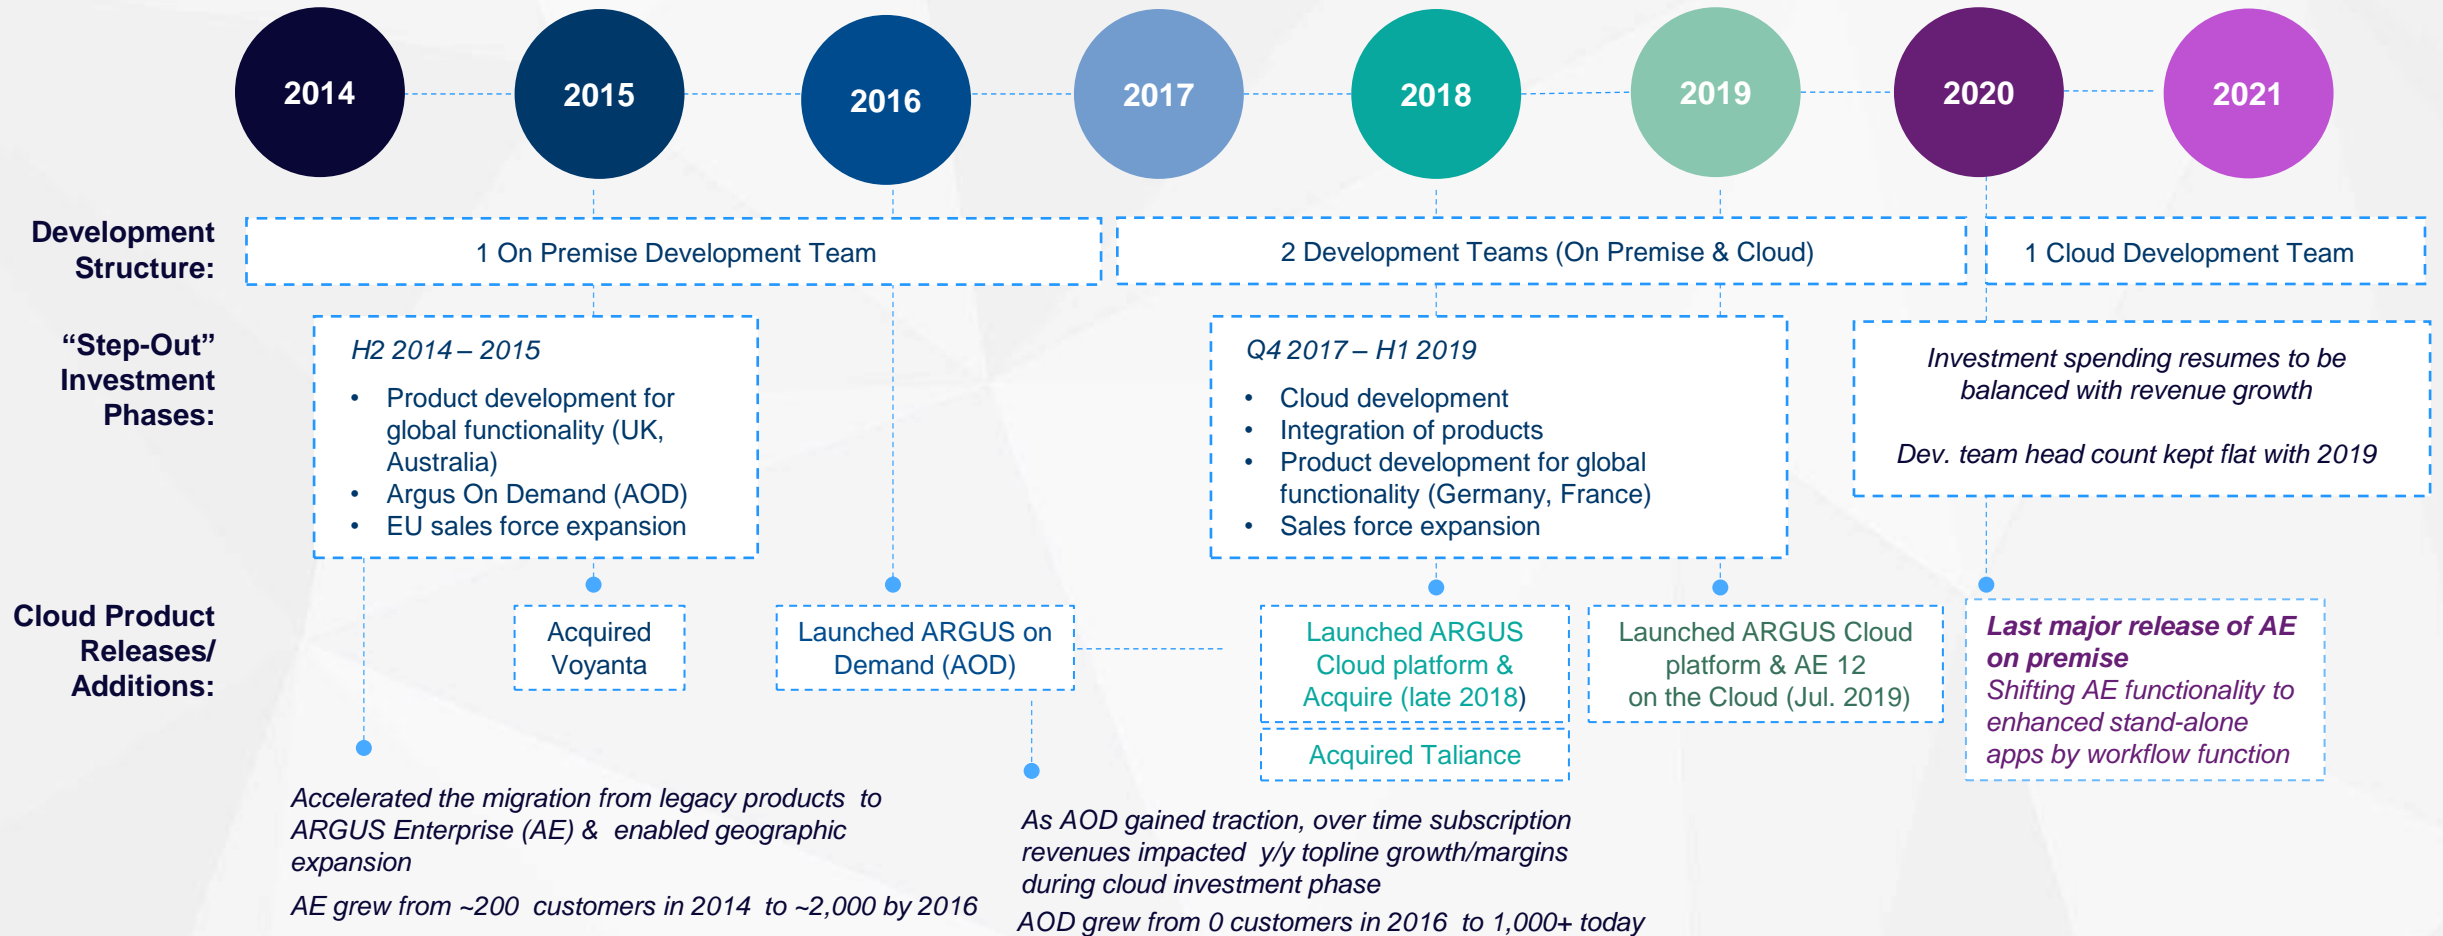 2014
2015
2016
2017
2018
2019
2020
2021
Development
Structure:
1 On Premise Development Team
2 Development Teams (On Premise & Cloud)
1 Cloud Development Team
“Step-Out”
Investment
Phases:
H2 2014 – 2015
• Product development for
global functionality (UK,
Australia)
• Argus On Demand (AOD)
• EU sales force expansion
Q4 2017 – H1 2019
• Cloud development
• Integration of products
• Product development for global
functionality (Germany, France)
• Sales force expansion
Investment spending resumes to be
balanced with revenue growth
Dev. team head count kept flat with 2019
Cloud Product
Releases/
Additions:
Acquired
Voyanta
Launched ARGUS on
Demand (AOD)
Launched ARGUS
Cloud platform &
Acquire (late 2018)
Acquired Taliance
Launched ARGUS Cloud
platform & AE 12
on the Cloud (Jul. 2019)
Last major release of AE
on premise
Shifting AE functionality to
enhanced stand-alone
apps by workflow function
Accelerated the migration from legacy products to
ARGUS Enterprise (AE) & enabled geographic
expansion
AE grew from ~200 customers in 2014 to ~2,000 by 2016
As AOD gained traction, over time subscription
revenues impacted y/y topline growth/margins
during cloud investment phase
AOD grew from 0 customers in 2016 to 1,000+ today